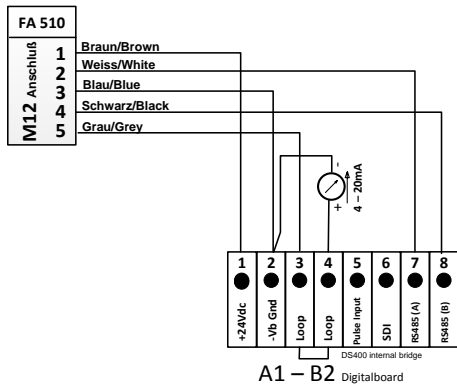 FA 510
M12 Anschluß
1 Braun/Brown
2 Weiss/White
3 Blau/Blue
4 Schwarz/Black
5 Grau/Grey
-
+
4 – 20mA
1 2 3 4 5 6 7 8
+24Vdc
-Vb Gnd
Loop
Loop
Pulse Input
SDI
RS485 (A)
RS485 (B)
DS400 internal bridge
A1 – B2 Digitalboard